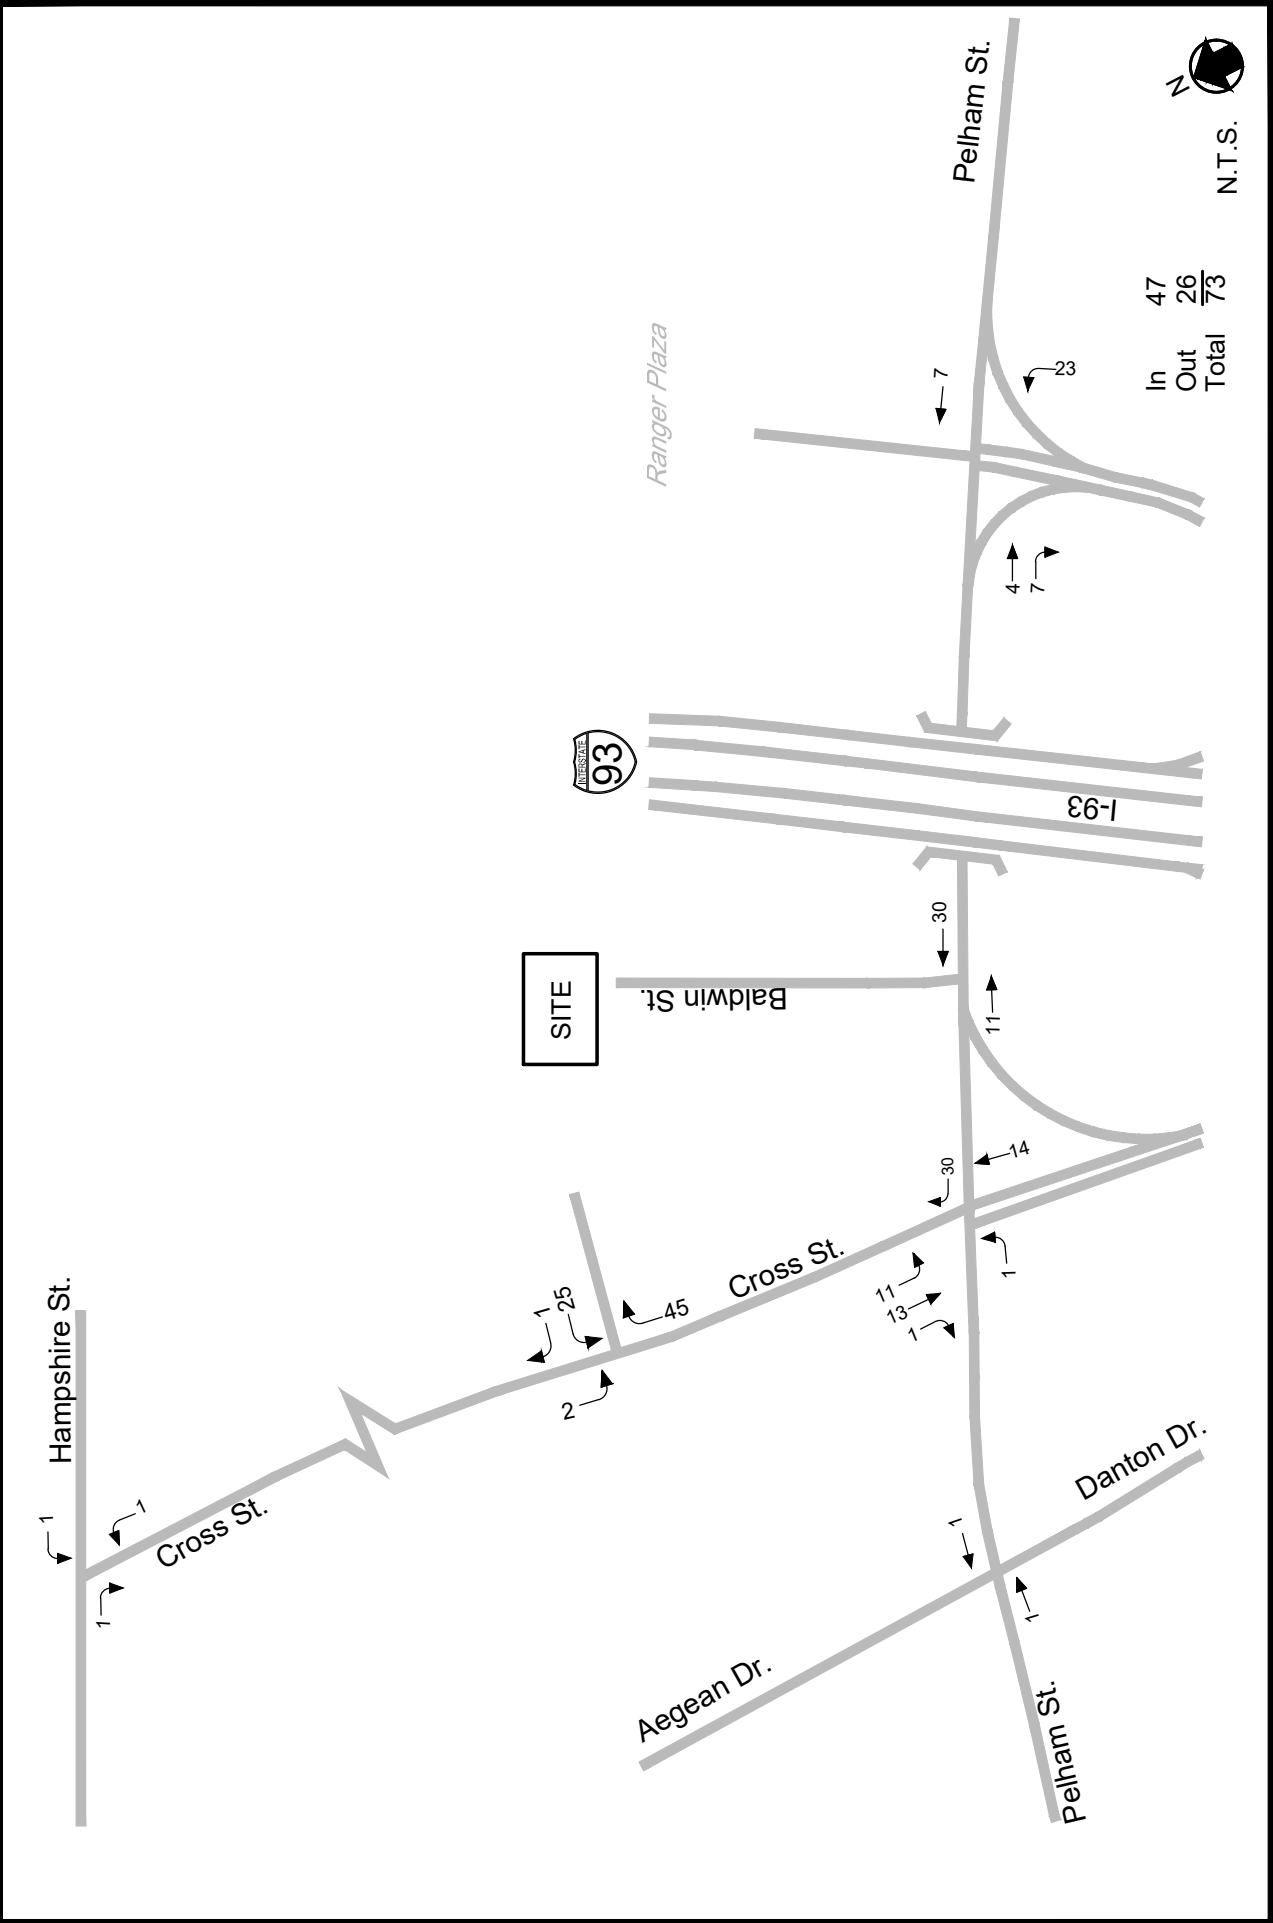 Hampshire St.
1
1
1
Cross St.
1
25
45
2
Cross St.
SITE
Baldwin St.
INTERSTATE
93
I-93
Ranger Plaza
Pelham St.
7
23
4
7
30
11
30
14
11
13
1
1
1
1
Aegean Dr.
Danton Dr.
Pelham St.
In 47
Out 26
Total 73
N
N.T.S.